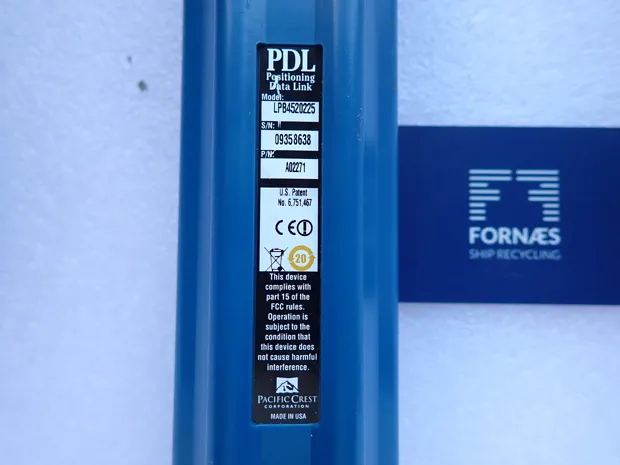 PDL
Positioning
Data Link
Model:
LPB4520225
S/N:
09358638
P/N:
A02271
U.S. Patent
No. 6,751,467
CE
20
This device
complies with
part 15 of the
FCC rules.
Operation is
subject to the
condition that
this device does
not cause harmful
interference.
PACIFIC CREST
CORPORATION
MADE IN USA
FORNÆS
SHIP RECYCLING